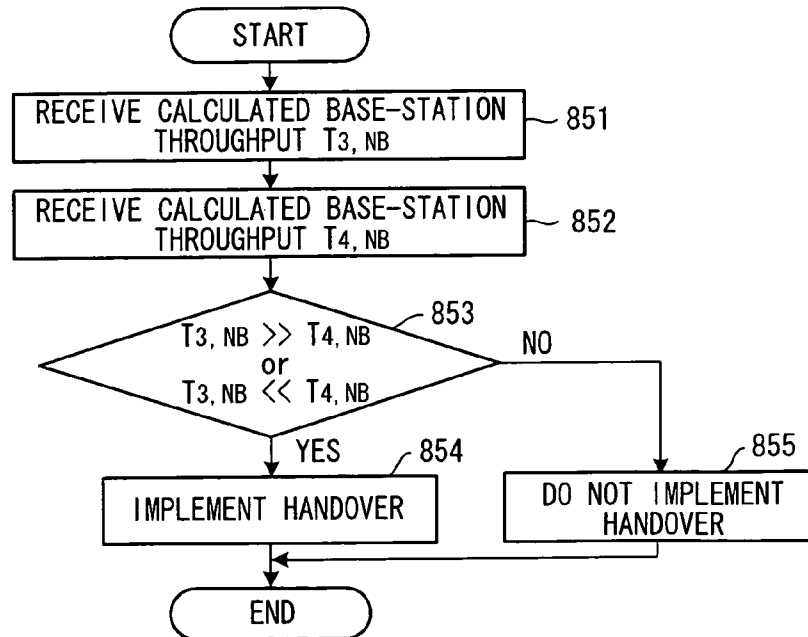 START
RECEIVE CALCULATED BASE-STATION
THROUGHPUT T3, NB
851
RECEIVE CALCULATED BASE-STATION
THROUGHPUT T4, NB
852
853
T3, NB >> T4, NB
or
T3, NB << T4, NB
NO
YES
854
IMPLEMENT HANDOVER
855
DO NOT IMPLEMENT
HANDOVER
END